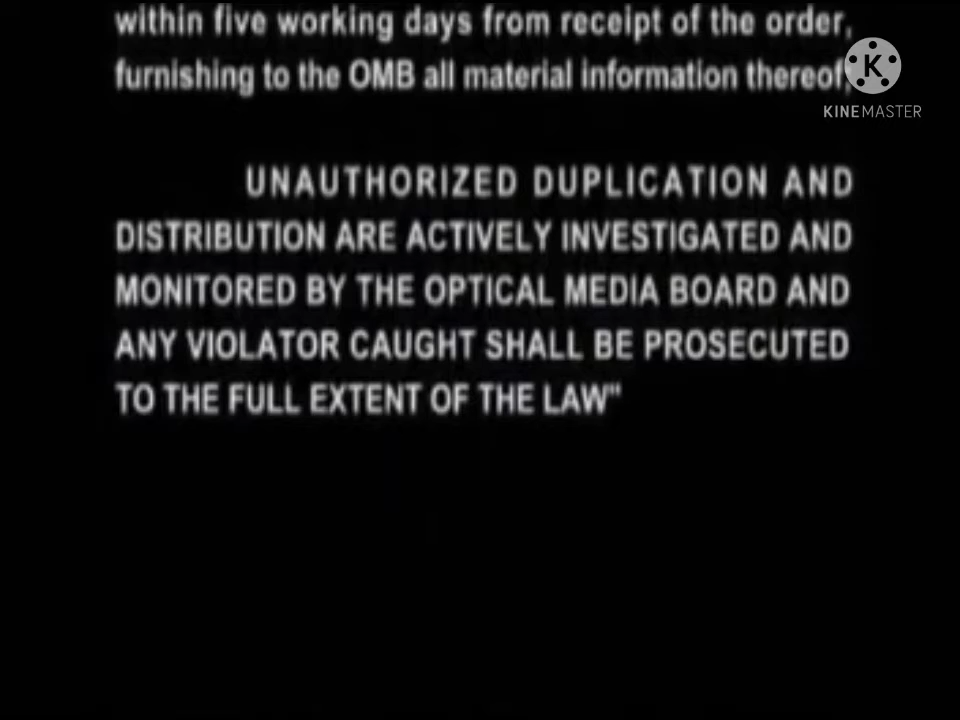 within five working days from receipt of the order,
furnishing to the OMB all material information thereof,
K
KINEMASTER
UNAUTHORIZED DUPLICATION AND
DISTRIBUTION ARE ACTIVELY INVESTIGATED AND
MONITORED BY THE OPTICAL MEDIA BOARD AND
ANY VIOLATOR CAUGHT SHALL BE PROSECUTED
TO THE FULL EXTENT OF THE LAW"